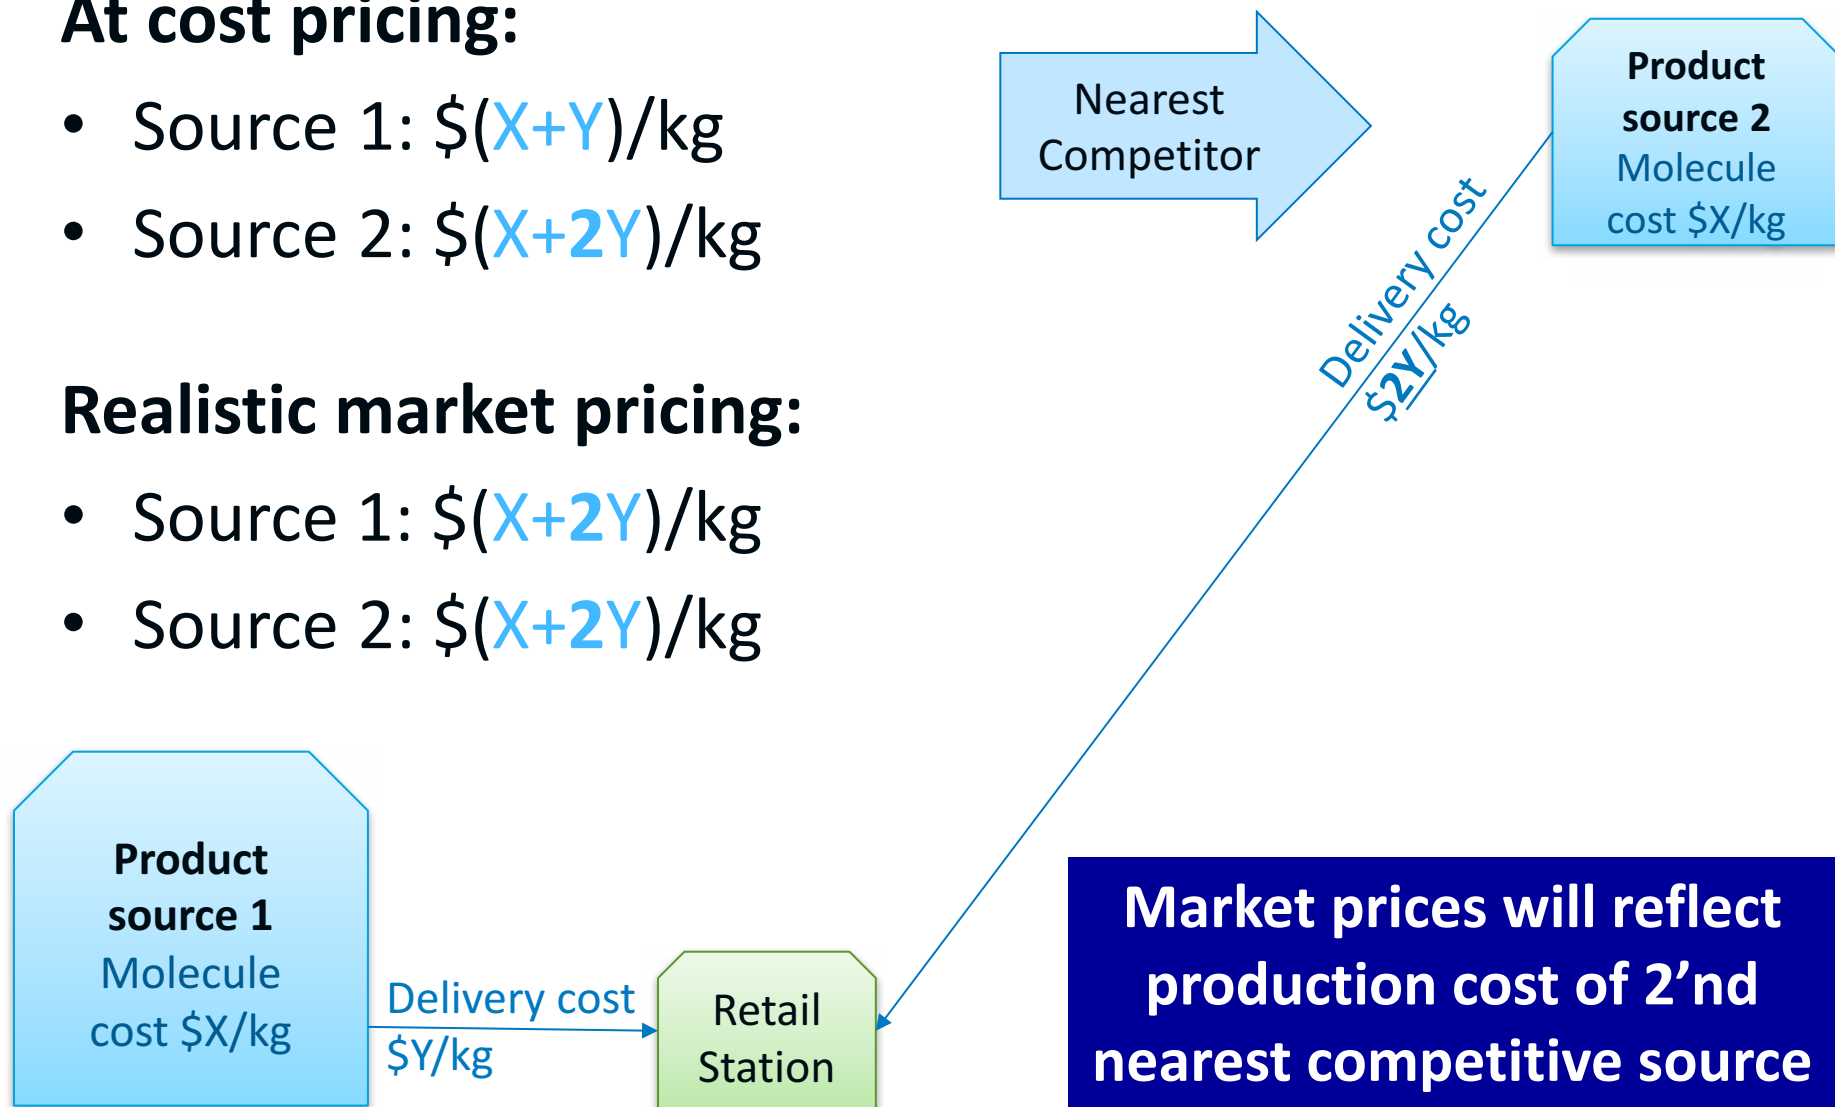 At cost pricing:
• Source 1: $(X+Y)/kg
• Source 2: $(X+2Y)/kg
Realistic market pricing:
• Source 1: $(X+2Y)/kg
• Source 2: $(X+2Y)/kg
Nearest
Competitor
Product
source 2
Molecule
cost $X/kg
Delivery cost
$2Y/kg
Product
source 1
Molecule
cost $X/kg
Delivery cost
$Y/kg
Retail
Station
Market prices will reflect
production cost of 2’nd
nearest competitive source